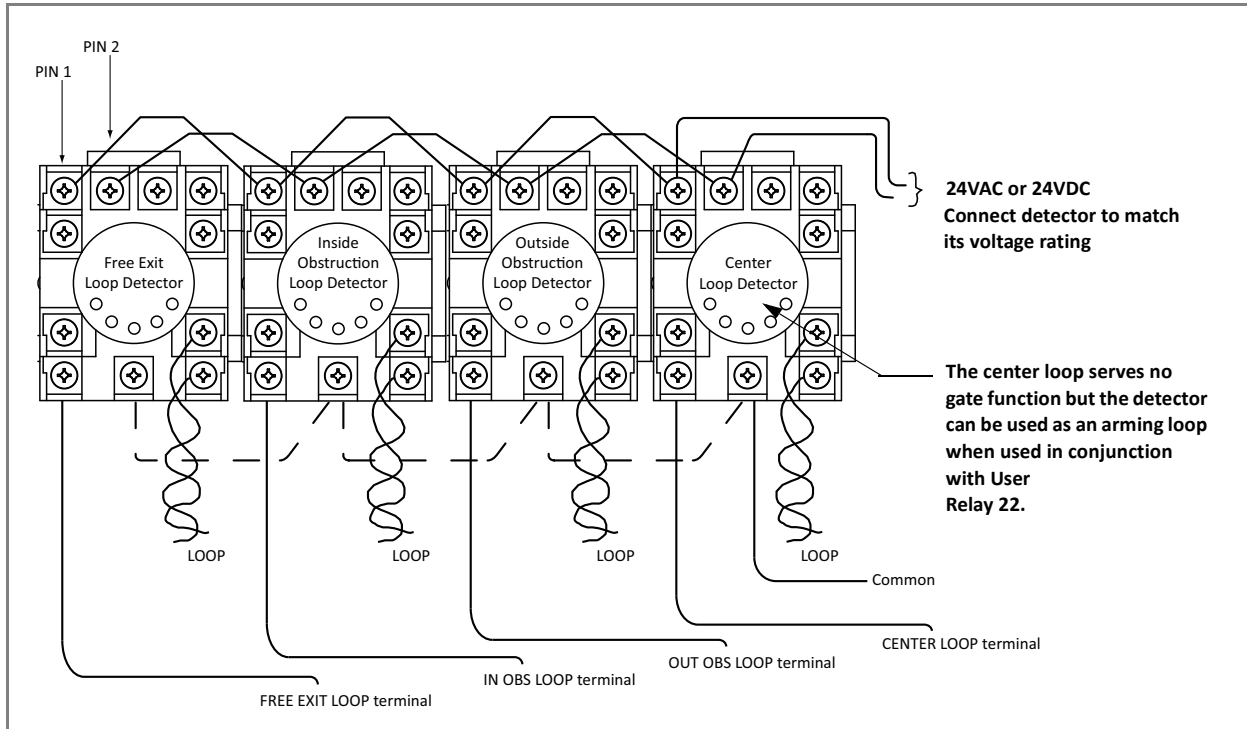 PIN 2
PIN 1
Free Exit
Loop Detector
Inside
Obstruction
Loop Detector
Outside
Obstruction
Loop Detector
Center
Loop Detector
24VAC or 24VDC
Connect detector to match
its voltage rating
The center loop serves no
gate function but the detector
can be used as an arming loop
when used in conjunction
with User
Relay 22.
LOOP
LOOP
LOOP
LOOP
Common
CENTER LOOP terminal
OUT OBS LOOP terminal
IN OBS LOOP terminal
FREE EXIT LOOP terminal